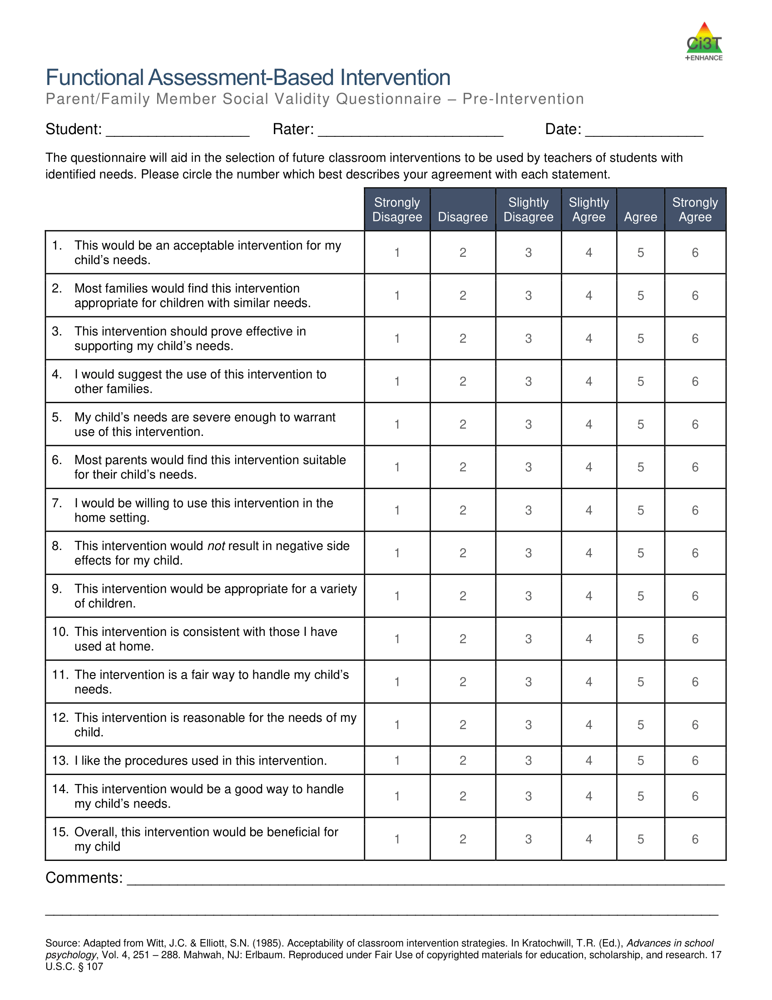 Ci3T
+ENHANCE
Functional Assessment-Based Intervention
Parent/Family Member Social Validity Questionnaire – Pre-Intervention
Student: _________________ Rater: ______________________ Date: ______________
The questionnaire will aid in the selection of future classroom interventions to be used by teachers of students with
identified needs. Please circle the number which best describes your agreement with each statement.
Strongly Disagree Disagree Slightly Disagree Slightly Agree Agree Strongly Agree
1. This would be an acceptable intervention for my
child’s needs. 1 2 3 4 5 6
2. Most families would find this intervention
appropriate for children with similar needs. 1 2 3 4 5 6
3. This intervention should prove effective in
supporting my child’s needs. 1 2 3 4 5 6
4. I would suggest the use of this intervention to
other families. 1 2 3 4 5 6
5. My child’s needs are severe enough to warrant
use of this intervention. 1 2 3 4 5 6
6. Most parents would find this intervention suitable
for their child’s needs. 1 2 3 4 5 6
7. I would be willing to use this intervention in the
home setting. 1 2 3 4 5 6
8. This intervention would not result in negative side
effects for my child. 1 2 3 4 5 6
9. This intervention would be appropriate for a variety
of children. 1 2 3 4 5 6
10. This intervention is consistent with those I have
used at home. 1 2 3 4 5 6
11. The intervention is a fair way to handle my child’s
needs. 1 2 3 4 5 6
12. This intervention is reasonable for the needs of my
child. 1 2 3 4 5 6
13. I like the procedures used in this intervention. 1 2 3 4 5 6
14. This intervention would be a good way to handle
my child’s needs. 1 2 3 4 5 6
15. Overall, this intervention would be beneficial for
my child 1 2 3 4 5 6
Comments: ______________________________________________________________________
Source: Adapted from Witt, J.C. & Elliott, S.N. (1985). Acceptability of classroom intervention strategies. In Kratochwill, T.R. (Ed.), Advances in school
psychology, Vol. 4, 251 – 288. Mahwah, NJ: Erlbaum. Reproduced under Fair Use of copyrighted materials for education, scholarship, and research. 17
U.S.C. § 107